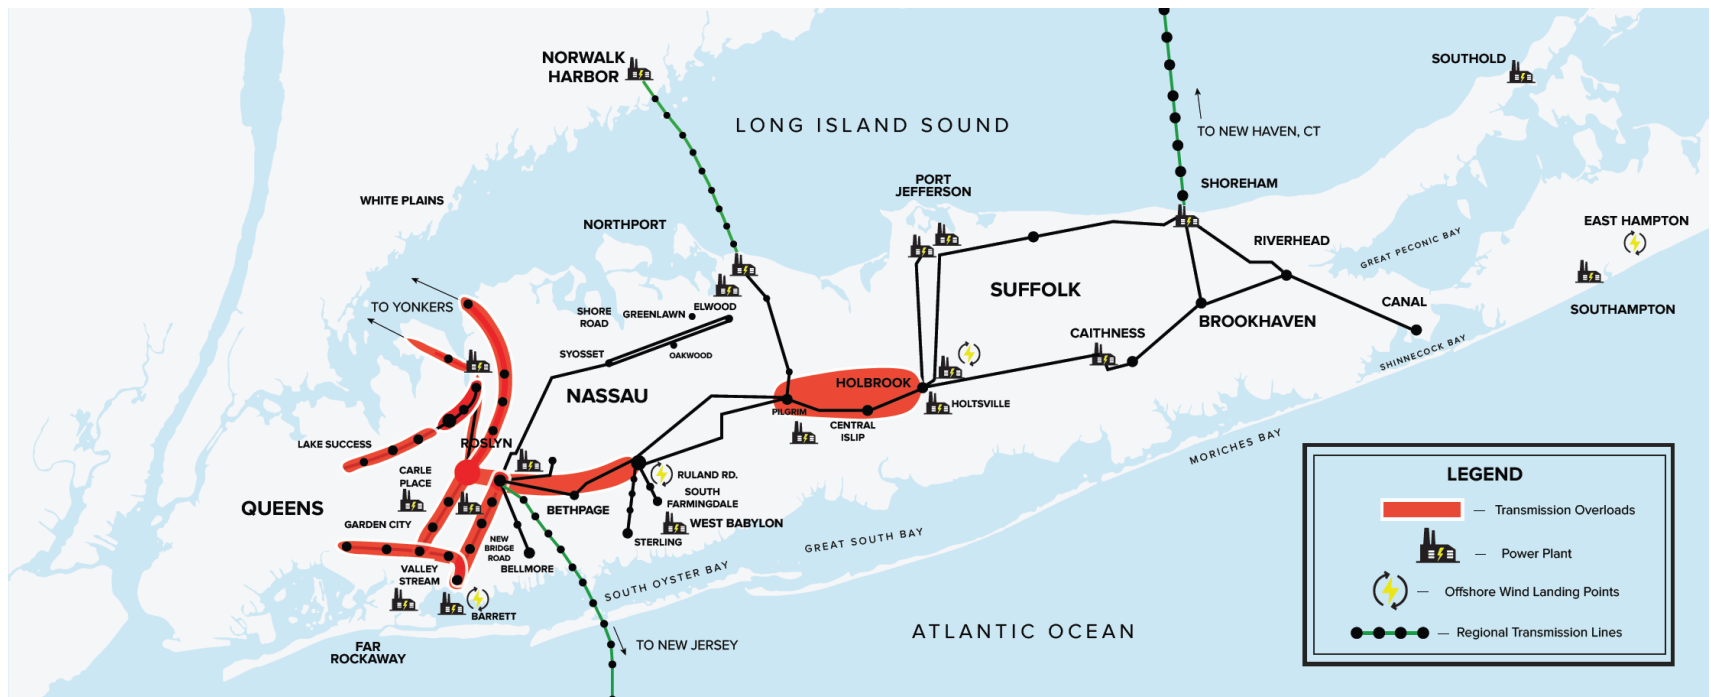 NORWALK
HARBOR
LONG ISLAND SOUND
SOUTHOLD
TO NEW HAVEN, CT
PORT
JEFFERSON
SHOREHAM
WHITE PLAINS
NORTHPORT
EAST HAMPTON
RIVERHEAD
GREAT PECONIC BAY
SUFFOLK
TO YONKERS
SHORE
ROAD
GREENLAWN
ELWOOD
CANAL
SOUTHAMPTON
BROOKHAVEN
CAITHNESS
SYOSSET
OAKWOOD
SHINNECOCK BAY
NASSAU
HOLBROOK
HOLTSVILLE
PILGRIM
CENTRAL
ISLIP
LAKE SUCCESS
ROSLYN
MORICHES BAY
CARLE
PLACE
RULAND RD.
SOUTH
FARMINGDALE
QUEENS
BETHPAGE
WEST BABYLON
GARDEN CITY
STERLING
NEW
BRIDGE
ROAD
BELLMORE
GREAT SOUTH BAY
VALLEY
STREAM
SOUTH OYSTER BAY
BARRETT
FAR
ROCKAWAY
TO NEW JERSEY
ATLANTIC OCEAN
LEGEND
— Transmission Overloads
— Power Plant
— Offshore Wind Landing Points
— Regional Transmission Lines